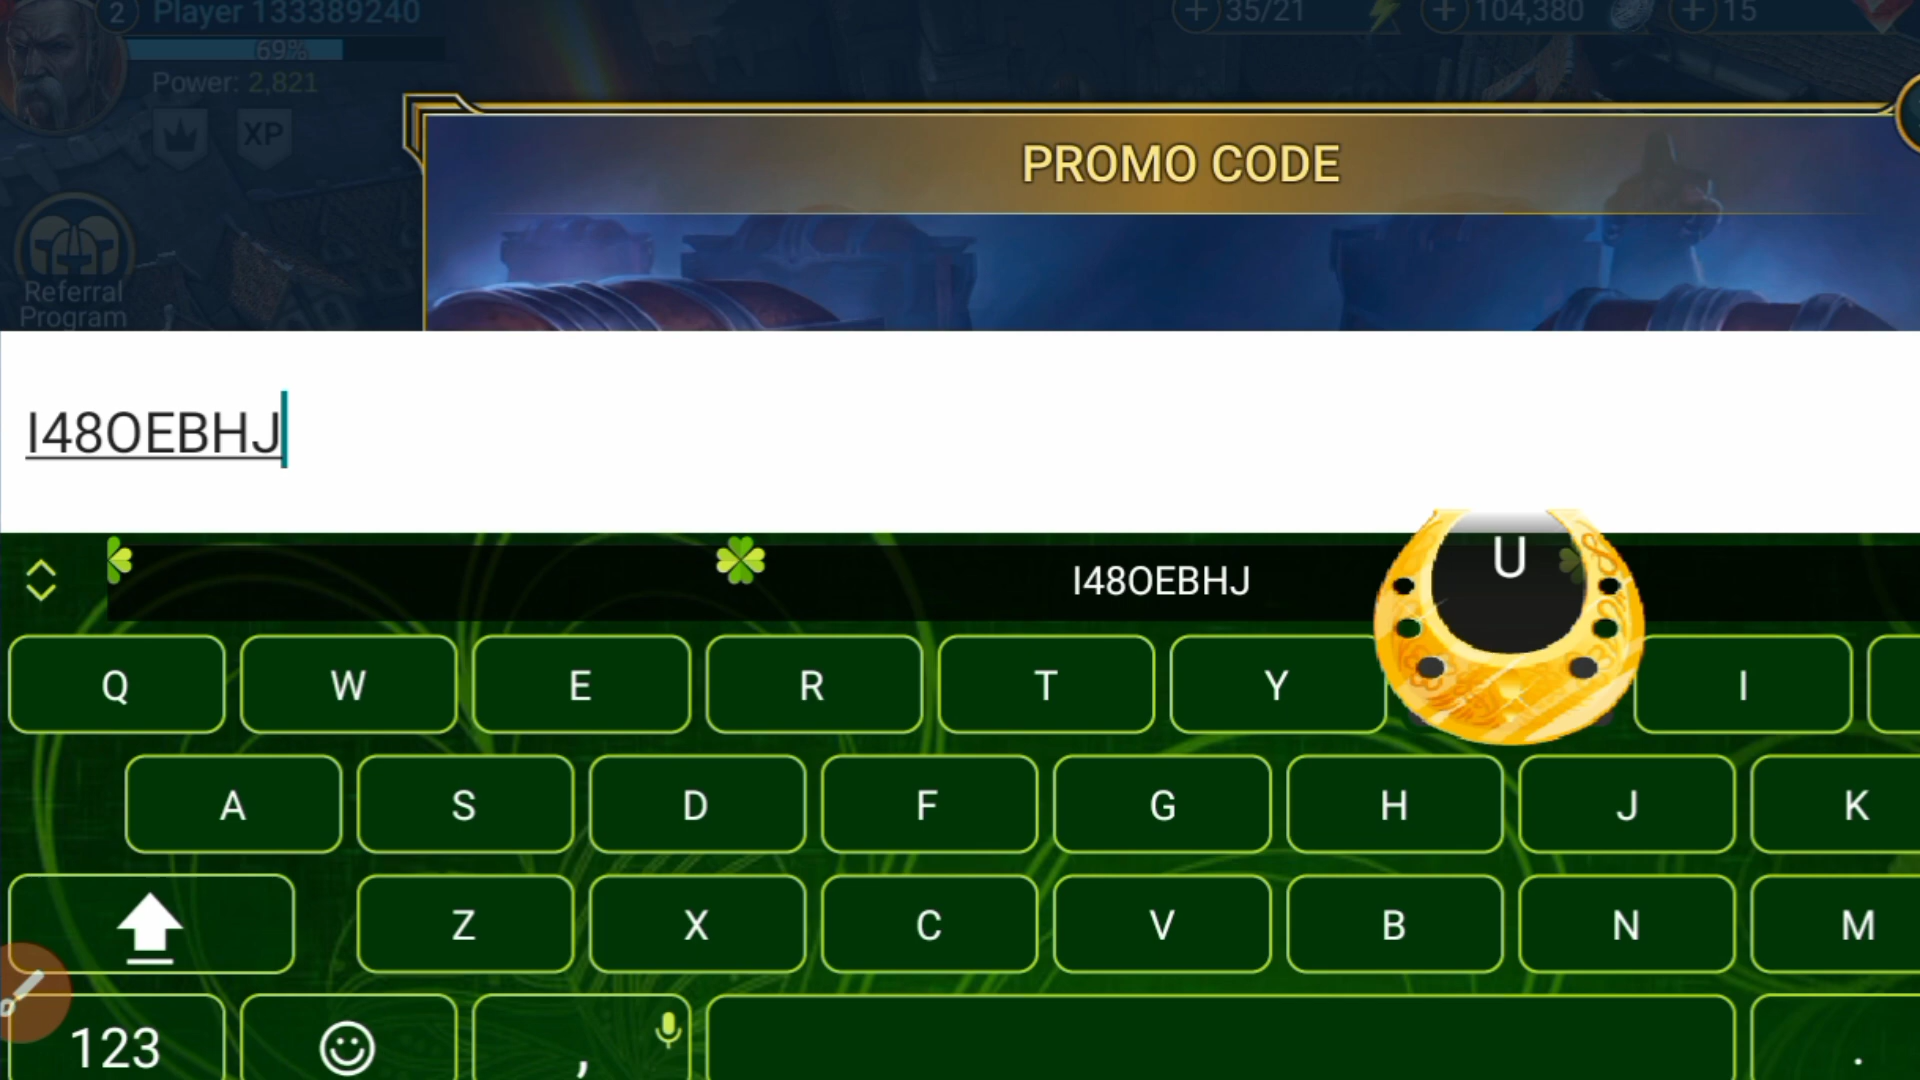 2 Player 133389240
35/21 104,380 15
69%
Power: 2,821
XP
PROMO CODE
Referral
Program
I48OEBHJ
I48OEBHJ
U
Q W E R T Y I
A S D F G H J K
Z X C V B N M
123 , .